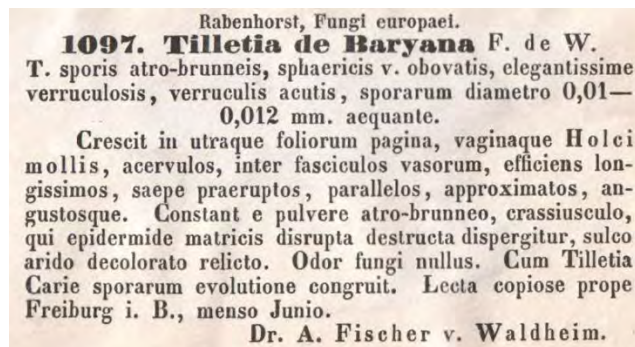 Rabenhorst, Fungi europaei.
1097. Tilletia de Baryana F. de W.
T. sporis atro-brunneis, sphaericis v. obovatis, elegantissime
verruculosis, verruculis acutis, sporarum diametro 0,01—
0,012 mm. aequante.
Crescit in utraque foliorum pagina, vaginaque Holci
mollis, acervulos, inter fasciculos vasorum, efficiens lon-
gissimos, saepe praeruptos, parallelos, approximatos, an-
gustosque. Constant e pulvere atro-brunneo, crassiusculo,
qui epidermide matricis disrupta destructa dispergitur, sulco
arido decolorato relicto. Odor fungi nullus. Cum Tilletia
Carie sporarum evolutione congruit. Lecta copiose prope
Freiburg i. B., menso Junio.
Dr. A. Fischer v. Waldheim.